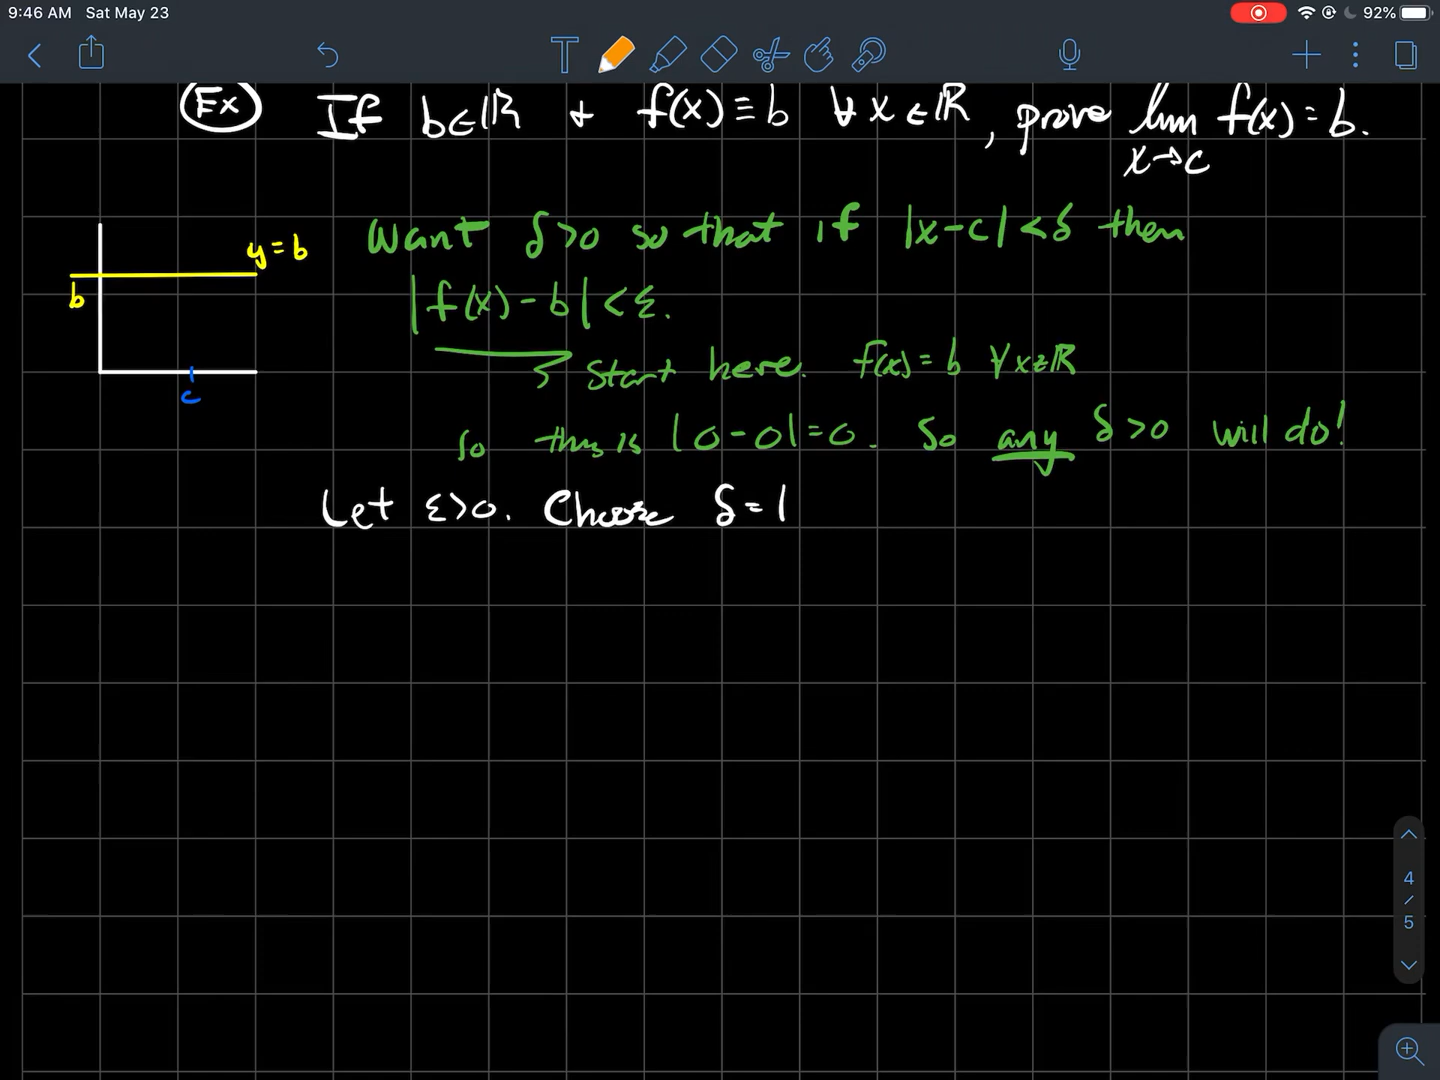 9:46 AM Sat May 23
92%
Ex If b∈ℝ + f(x)≡b ∀x∈ℝ, prove lim f(x)=b.
x→c
y=b
b
c
Want δ>0 so that if |x-c|<δ then
|f(x)-b|<ε.
Start here. f(x)=b ∀x∈ℝ
so this is |0-0|=0. So any δ>0 will do!
Let ε>0. Choose δ=1
4
/
5